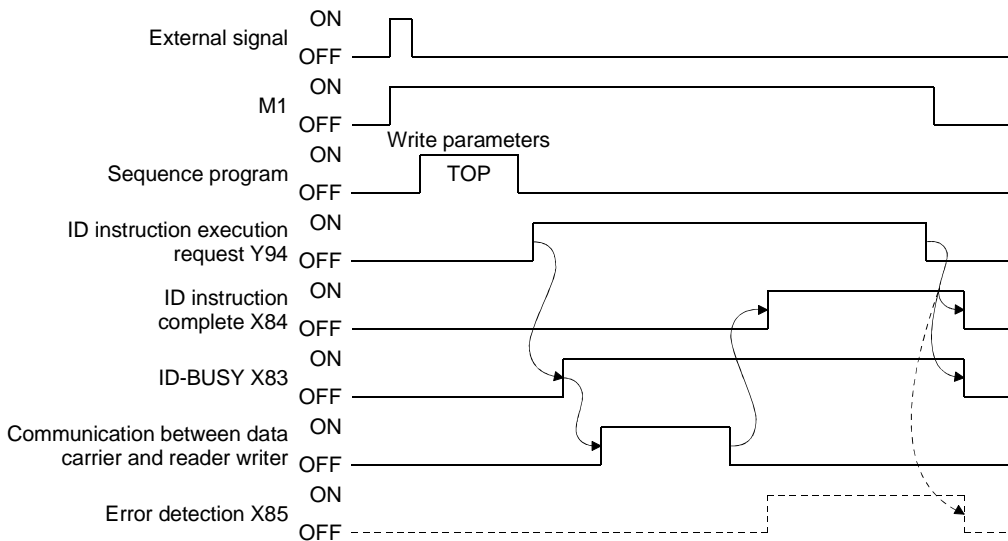 ON
External signal
OFF
ON
M1
OFF
Write parameters
ON
Sequence program
TOP
OFF
ON
ID instruction execution
request Y94
OFF
ON
ID instruction
complete X84
OFF
ON
ID-BUSY X83
OFF
ON
Communication between data
carrier and reader writer
OFF
ON
Error detection X85
OFF